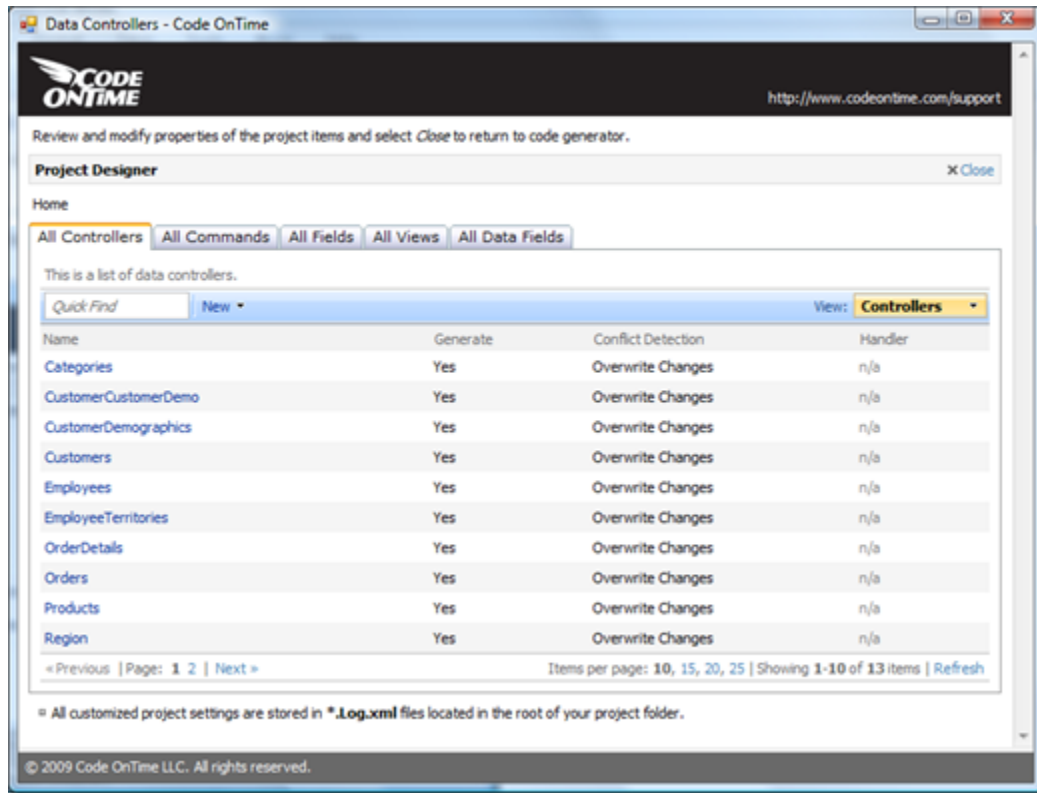 Data Controllers - Code OnTime
CODE
ONTIME
http://www.codeontime.com/support
Review and modify properties of the project items and select Close to return to code generator.
Project Designer × Close
Home
All Controllers All Commands All Fields All Views All Data Fields
This is a list of data controllers.
Quick Find New View: Controllers
Name Generate Conflict Detection Handler
Categories Yes Overwrite Changes n/a
CustomerCustomerDemo Yes Overwrite Changes n/a
CustomerDemographics Yes Overwrite Changes n/a
Customers Yes Overwrite Changes n/a
Employees Yes Overwrite Changes n/a
EmployeeTerritories Yes Overwrite Changes n/a
OrderDetails Yes Overwrite Changes n/a
Orders Yes Overwrite Changes n/a
Products Yes Overwrite Changes n/a
Region Yes Overwrite Changes n/a
« Previous | Page: 1 2 | Next » Items per page: 10, 15, 20, 25 | Showing 1-10 of 13 items | Refresh
All customized project settings are stored in *.Log.xml files located in the root of your project folder.
© 2009 Code OnTime LLC. All rights reserved.